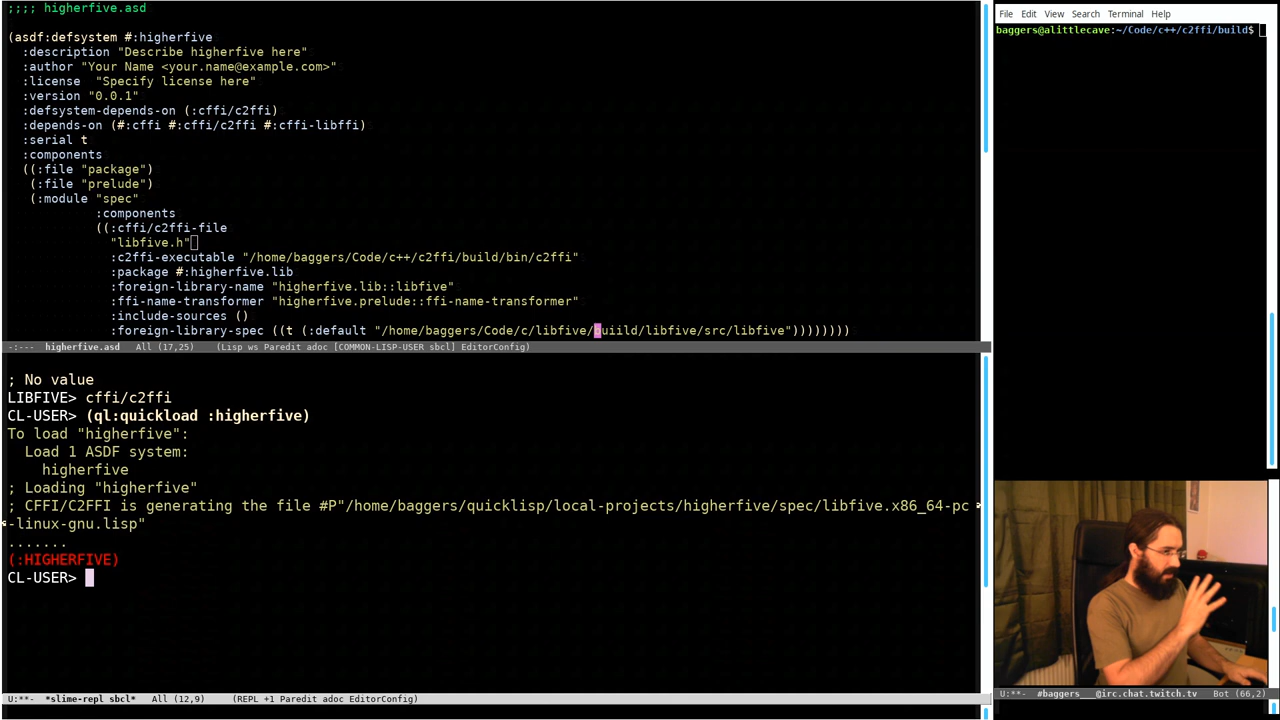 ;;;; higherfive.asd
(asdf:defsystem #:higherfive
:description "Describe higherfive here"
:author "Your Name <your.name@example.com>"
:license "Specify license here"
:version "0.0.1"
:defsystem-depends-on (:cffi/c2ffi)
:depends-on (#:cffi #:cffi/c2ffi #:cffi-libffi)
:serial t
:components
((:file "package")
(:file "prelude")
(:module "spec"
:components
((:cffi/c2ffi-file
"libfive.h"
:c2ffi-executable "/home/baggers/Code/c++/c2ffi/build/bin/c2ffi"
:package #:higherfive.lib
:foreign-library-name "higherfive.lib::libfive"
:ffi-name-transformer "higherfive.prelude::ffi-name-transformer"
:include-sources ()
:foreign-library-spec ((t (:default "/home/baggers/Code/c/libfive/buiild/libfive/src/libfive"))))))))
-:--- higherfive.asd All (17,25) (Lisp ws Paredit adoc [COMMON-LISP-USER sbcl] EditorConfig)
; No value
LIBFIVE> cffi/c2ffi
CL-USER> (ql:quickload :higherfive)
To load "higherfive":
Load 1 ASDF system:
higherfive
; Loading "higherfive"
; CFFI/C2FFI is generating the file #P"/home/baggers/quicklisp/local-projects/higherfive/spec/libfive.x86_64-pc
-linux-gnu.lisp"
.......
(:HIGHERFIVE)
CL-USER>
U:**- *slime-repl sbcl* All (12,9) (REPL +1 Paredit adoc EditorConfig)
File Edit View Search Terminal Help
baggers@alittlecave:~/Code/c++/c2ffi/build$
U:**- #baggers___@irc.chat.twitch.tv Bot (66,2)